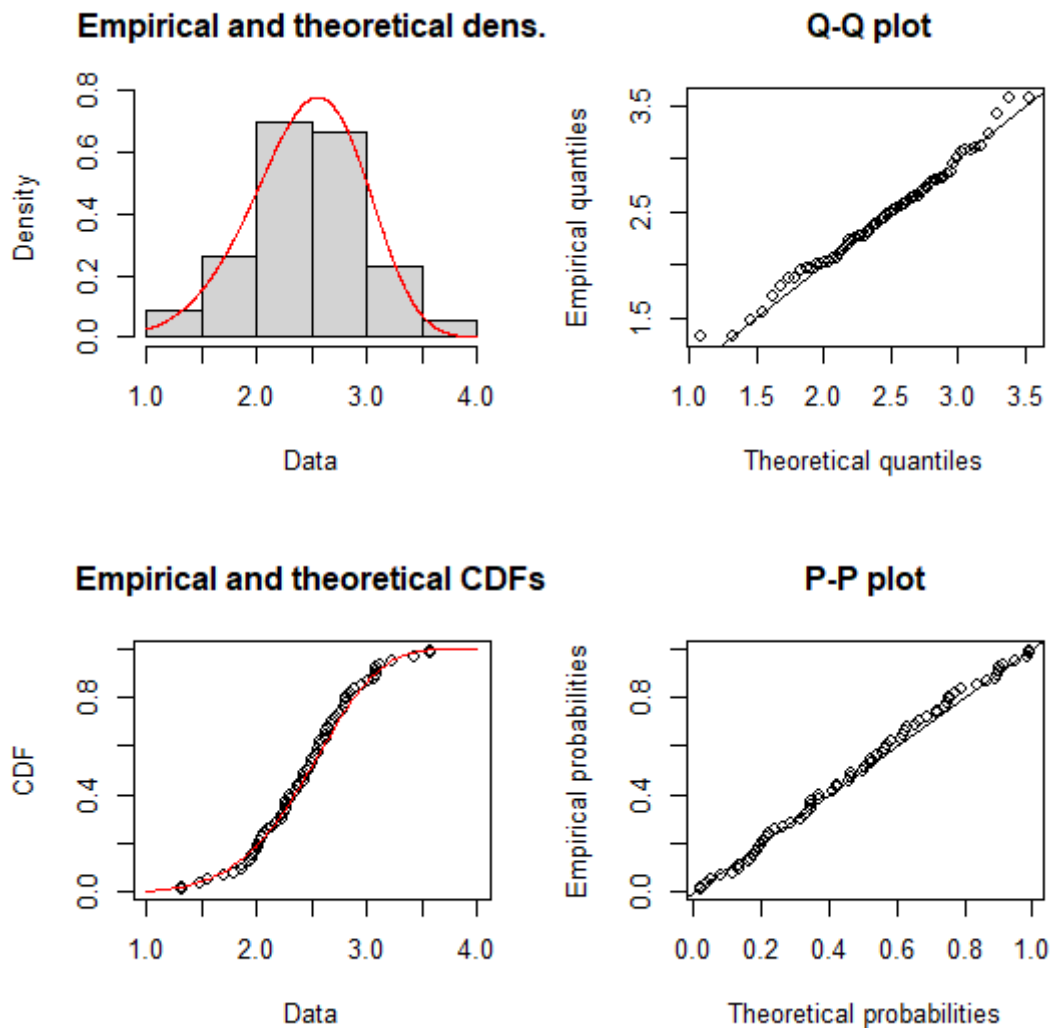 Empirical and theoretical dens.
Density
0.0 0.2 0.4 0.6 0.8
1.0 2.0 3.0 4.0
Data
Q-Q plot
Empirical quantiles
1.5 2.5 3.5
1.0 1.5 2.0 2.5 3.0 3.5
Theoretical quantiles
Empirical and theoretical CDFs
CDF
0.0 0.4 0.8
1.0 2.0 3.0 4.0
Data
P-P plot
Empirical probabilities
0.0 0.4 0.8
0.0 0.2 0.4 0.6 0.8 1.0
Theoretical probabilities